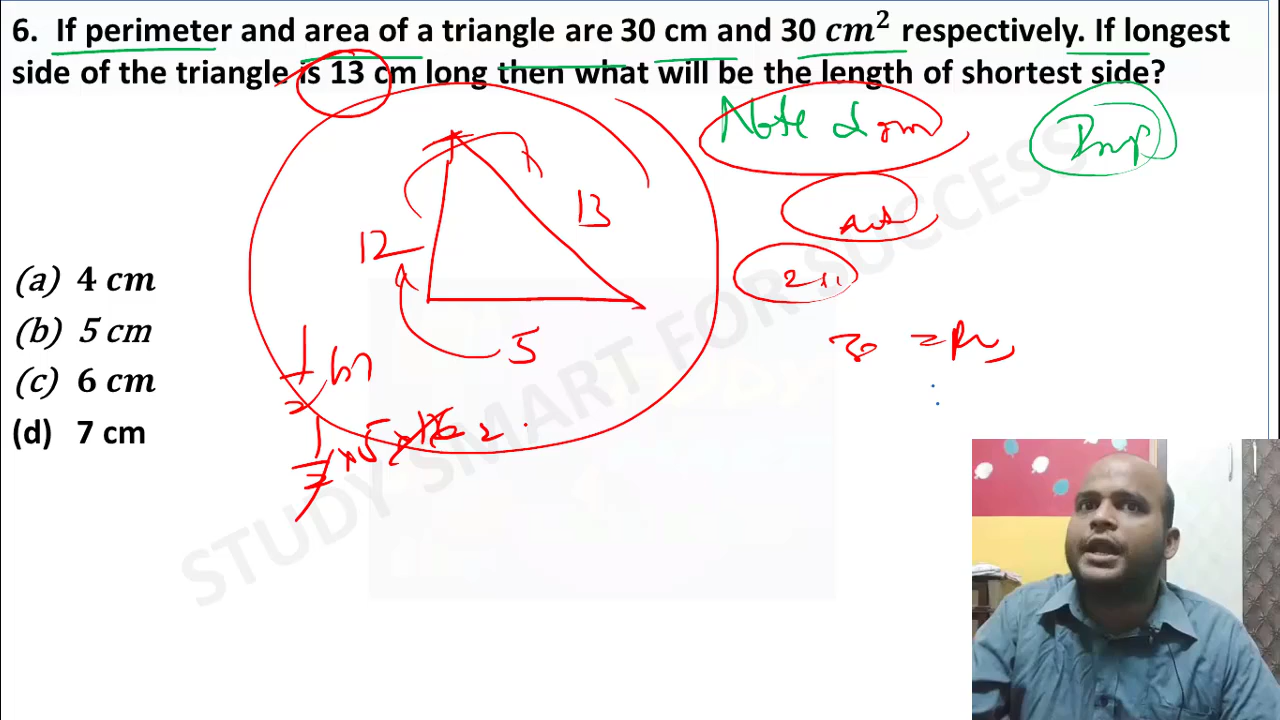 6. If perimeter and area of a triangle are 30 cm and 30 cm² respectively. If longest
side of the triangle is 13 cm long then what will be the length of shortest side?
Note
Imp
13
12
5
(a) 4 cm
(b) 5 cm
(c) 6 cm
(d) 7 cm
30
STUDY SMART FOR SUCCESS